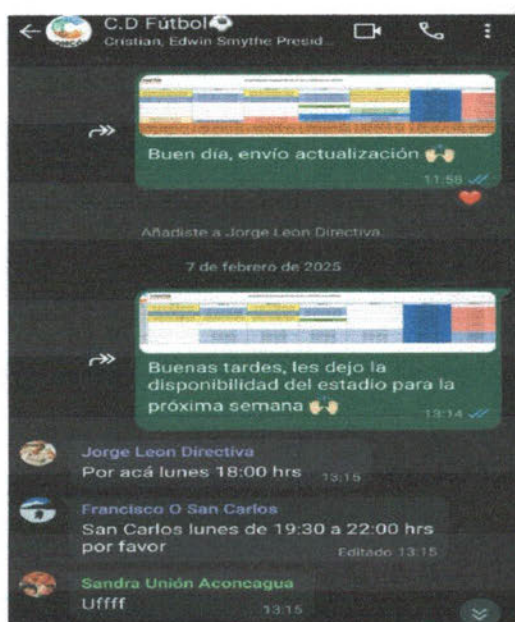 C.D Fútbol⚽
Cristian, Edwin Smythe Presid...
Buen día, envío actualización 🙌🏻
11:58
Añadiste a Jorge Leon Directiva
7 de febrero de 2025
Buenas tardes, les dejo la
disponibilidad del estadio para la
próxima semana 🙌🏻
13:14
Jorge Leon Directiva
Por acá lunes 18:00 hrs 13:15
Francisco O San Carlos
San Carlos lunes de 19:30 a 22:00 hrs
por favor Editado 13:15
Sandra Unión Aconcagua
Uffff 13:15